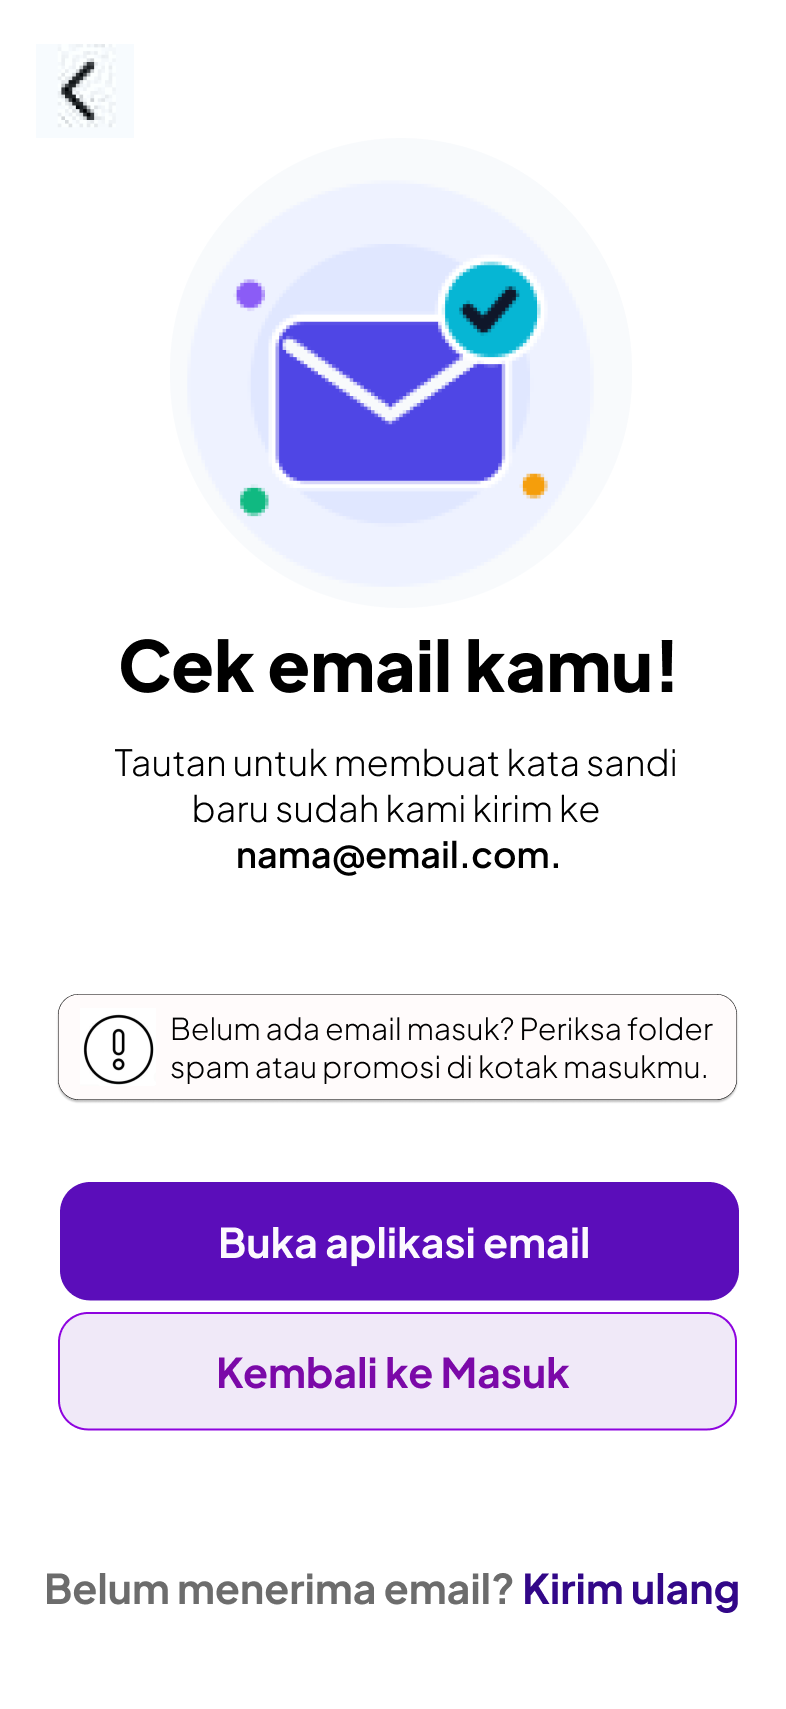 Cek email kamu!
Tautan untuk membuat kata sandi
baru sudah kami kirim ke
nama@email.com.
Belum ada email masuk? Periksa folder
spam atau promosi di kotak masukmu.
Buka aplikasi email
Kembali ke Masuk
Belum menerima email? Kirim ulang